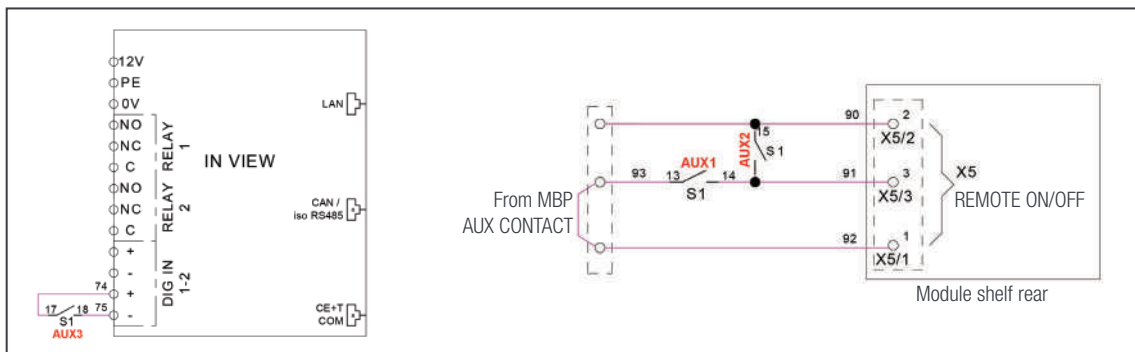 12V
PE
0V
NO
NC
C
NO
NC
C
+
-
+
-
RELAY
1
RELAY
2
DIG IN
1-2
IN VIEW
LAN
CAN /
iso RS485
CE+T
COM
74
75
17
18
S1
AUX3
From MBP
AUX CONTACT
93
13
AUX1
14
S1
AUX2
15
S1
90
91
92
2
X5/2
3
X5/3
1
X5/1
X5
REMOTE ON/OFF
Module shelf rear